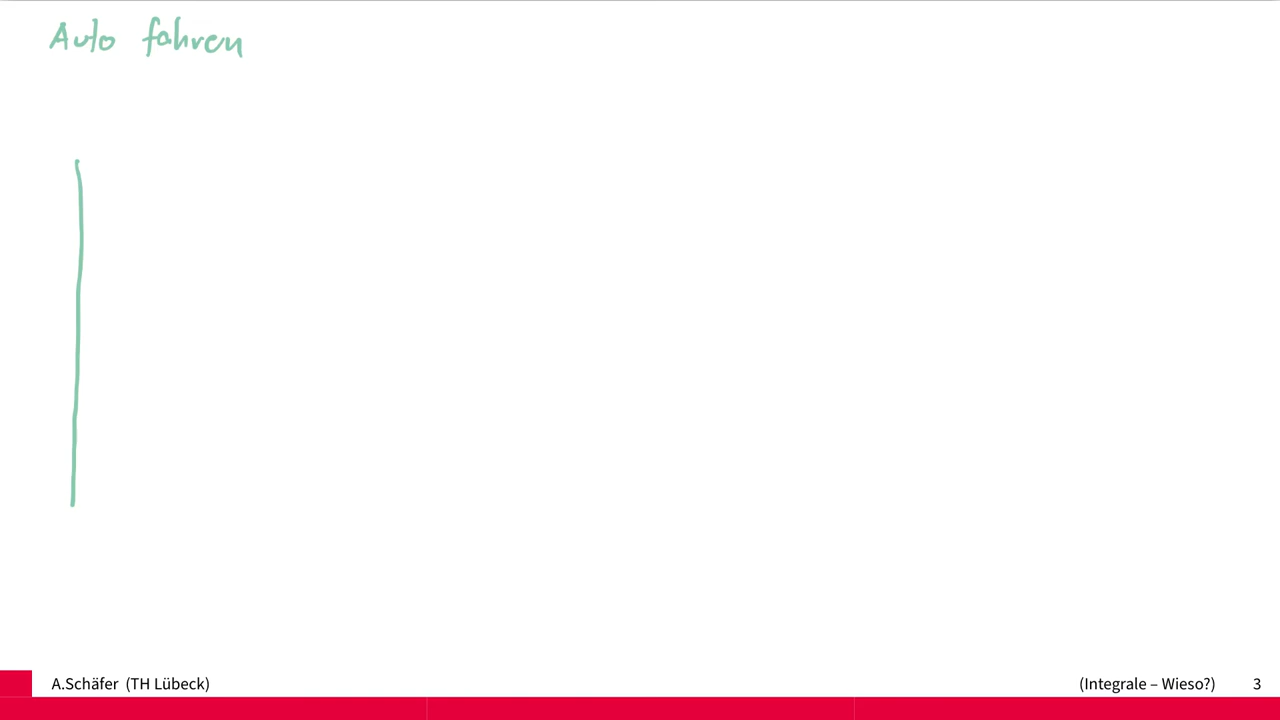 Auto fahren
A.Schäfer (TH Lübeck)
(Integrale – Wieso?)
3